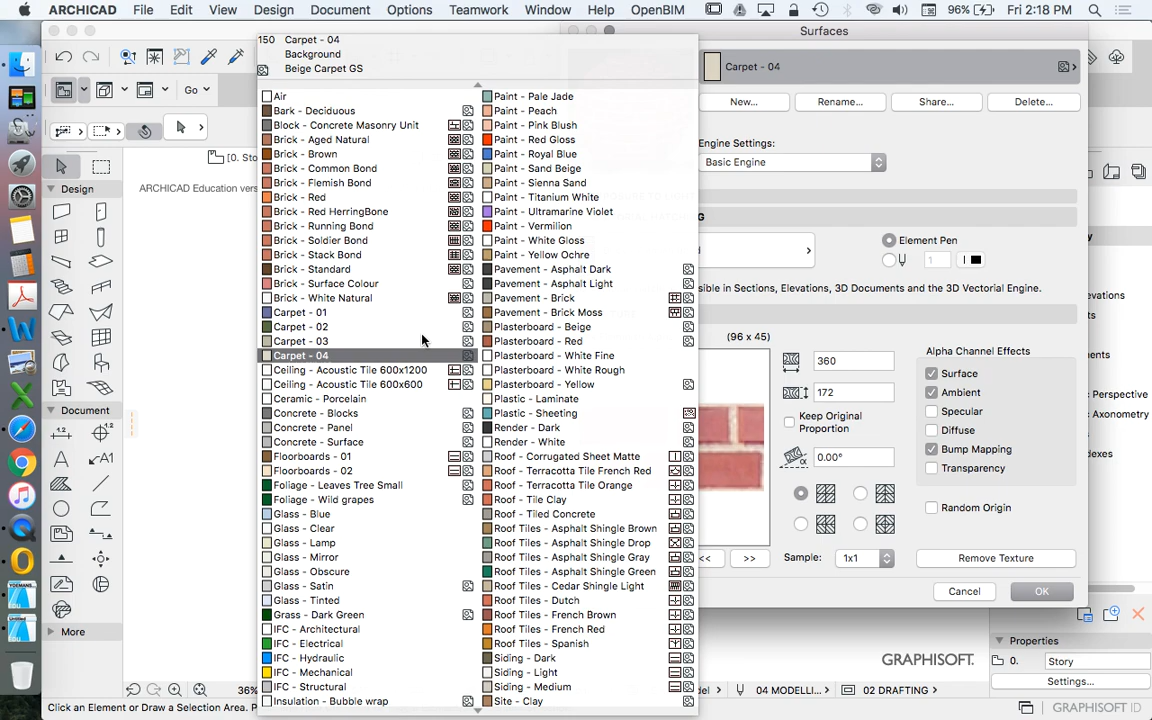 ARCHICAD File Edit View Design Document Options Teamwork Window Help OpenBIM 96% Fri 2:18 PM
150 Carpet - 04
Background
Beige Carpet GS
Surfaces
Carpet - 04
New... Rename... Share... Delete...
Engine Settings:
Basic Engine
Go
[0. Sto
ARCHICAD Education vers
Design
Document
More
Air
Bark - Deciduous
Block - Concrete Masonry Unit
Brick - Aged Natural
Brick - Brown
Brick - Common Bond
Brick - Flemish Bond
Brick - Red
Brick - Red HerringBone
Brick - Running Bond
Brick - Soldier Bond
Brick - Stack Bond
Brick - Standard
Brick - Surface Colour
Brick - White Natural
Carpet - 01
Carpet - 02
Carpet - 03
Carpet - 04
Ceiling - Acoustic Tile 600x1200
Ceiling - Acoustic Tile 600x600
Ceramic - Porcelain
Concrete - Blocks
Concrete - Panel
Concrete - Surface
Floorboards - 01
Floorboards - 02
Foliage - Leaves Tree Small
Foliage - Wild grapes
Glass - Blue
Glass - Clear
Glass - Lamp
Glass - Mirror
Glass - Obscure
Glass - Satin
Glass - Tinted
Grass - Dark Green
IFC - Architectural
IFC - Electrical
IFC - Hydraulic
IFC - Mechanical
IFC - Structural
Insulation - Bubble wrap
Paint - Pale Jade
Paint - Peach
Paint - Pink Blush
Paint - Red Gloss
Paint - Royal Blue
Paint - Sand Beige
Paint - Sienna Sand
Paint - Titanium White
Paint - Ultramarine Violet
Paint - Vermilion
Paint - White Gloss
Paint - Yellow Ochre
Pavement - Asphalt Dark
Pavement - Asphalt Light
Pavement - Brick
Pavement - Brick Moss
Plasterboard - Beige
Plasterboard - Red
Plasterboard - White Fine
Plasterboard - White Rough
Plasterboard - Yellow
Plastic - Laminate
Plastic - Sheeting
Render - Dark
Render - White
Roof - Corrugated Sheet Matte
Roof - Terracotta Tile French Red
Roof - Terracotta Tile Orange
Roof - Tile Clay
Roof - Tiled Concrete
Roof Tiles - Asphalt Shingle Brown
Roof Tiles - Asphalt Shingle Drop
Roof Tiles - Asphalt Shingle Gray
Roof Tiles - Asphalt Shingle Green
Roof Tiles - Cedar Shingle Light
Roof Tiles - Dutch
Roof Tiles - French Brown
Roof Tiles - French Red
Roof Tiles - Spanish
Siding - Dark
Siding - Light
Siding - Medium
Site - Clay
G
d
Element Pen
1
sible in Sections, Elevations, 3D Documents and the 3D Vectorial Engine.
(96 x 45)
360
172
Keep Original
Proportion
0.00°
Alpha Channel Effects
Surface
Ambient
Specular
Diffuse
Bump Mapping
Transparency
Random Origin
<< >> Sample: 1x1 Remove Texture
Cancel OK
y
evations
ts
ents
Perspective
Axonometry
dexes
Properties
0. Story
Settings...
GRAPHISOFT.
36%
del 04 MODELLI... 02 DRAFTING
Click an Element or Draw a Selection Area. P
GRAPHISOFT ID